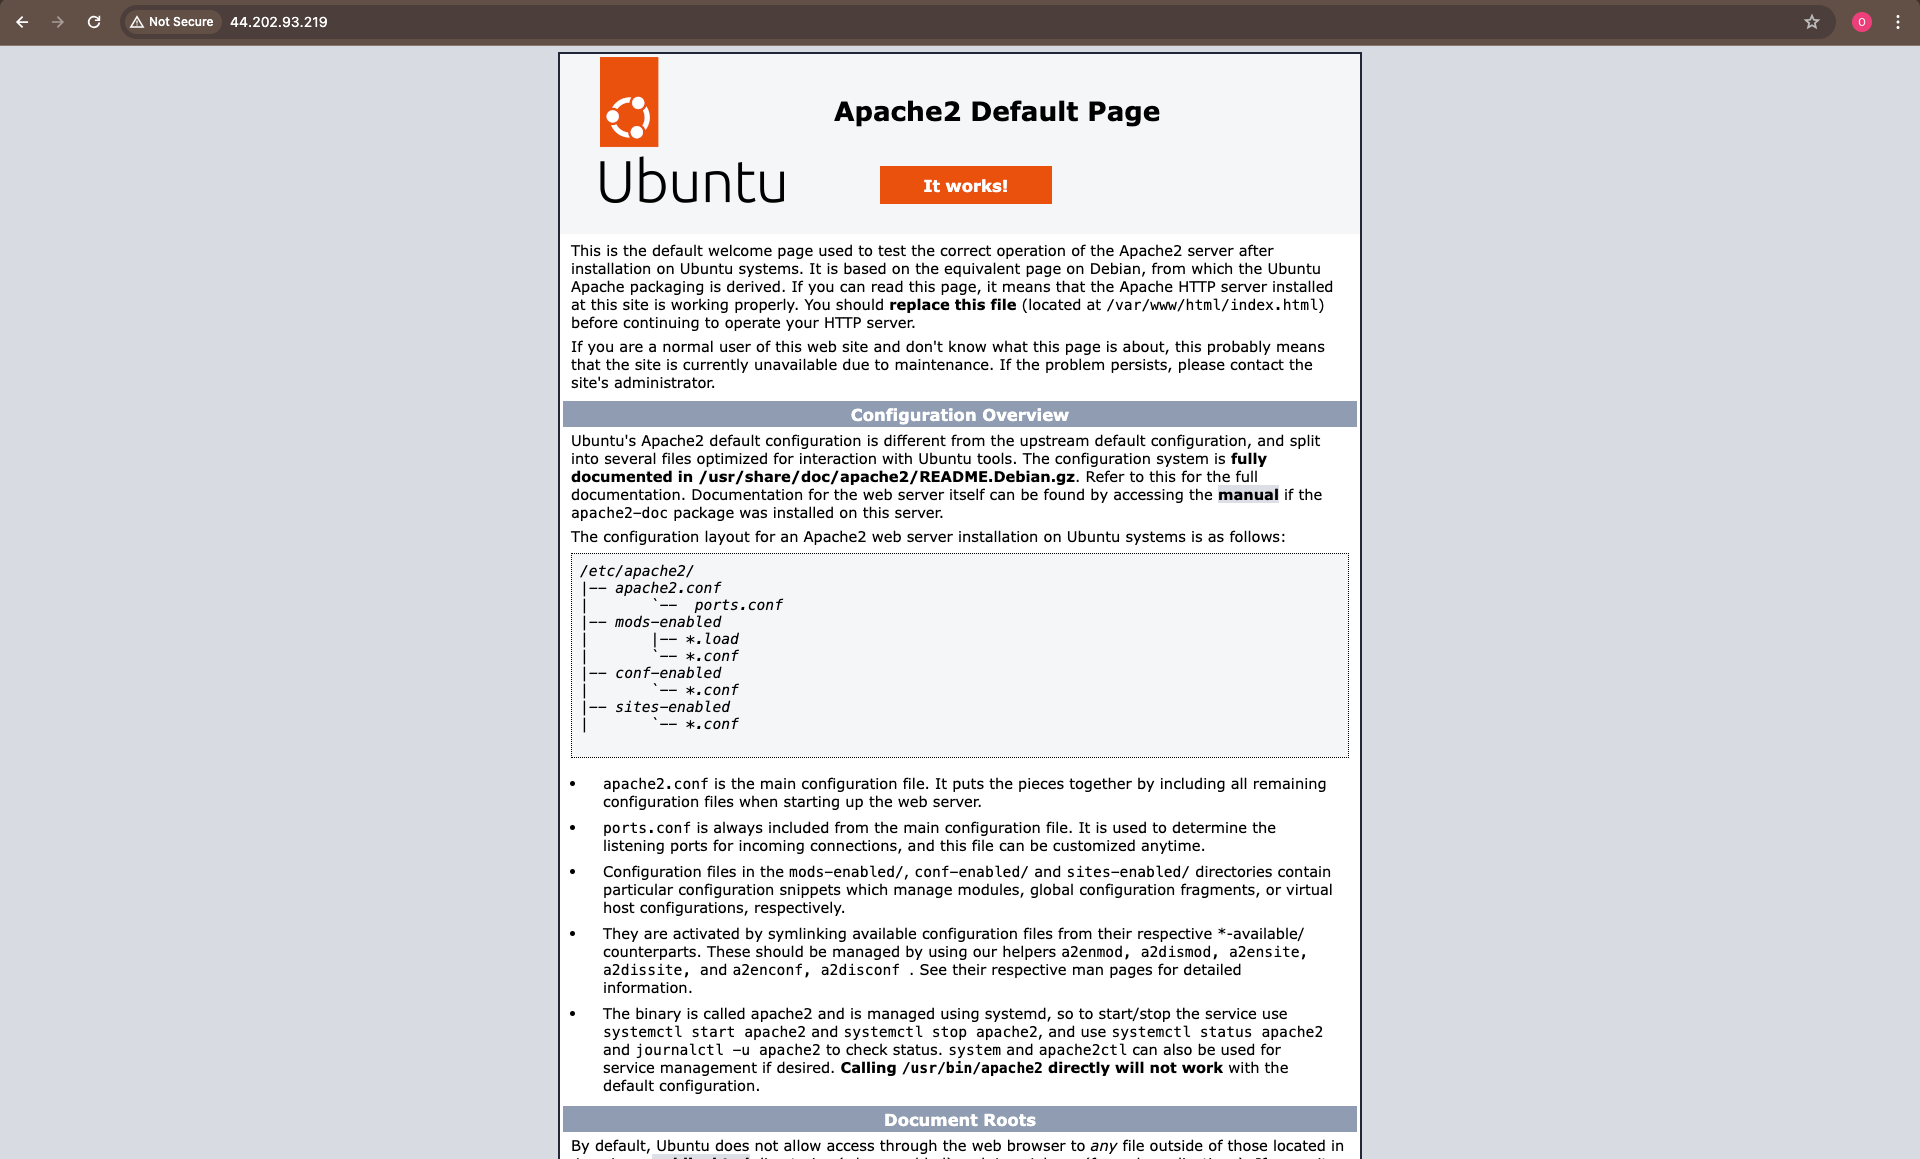 Not Secure 44.202.93.219
O
Apache2 Default Page
Ubuntu
It works!
This is the default welcome page used to test the correct operation of the Apache2 server after
installation on Ubuntu systems. It is based on the equivalent page on Debian, from which the Ubuntu
Apache packaging is derived. If you can read this page, it means that the Apache HTTP server installed
at this site is working properly. You should replace this file (located at /var/www/html/index.html)
before continuing to operate your HTTP server.
If you are a normal user of this web site and don't know what this page is about, this probably means
that the site is currently unavailable due to maintenance. If the problem persists, please contact the
site's administrator.
Configuration Overview
Ubuntu's Apache2 default configuration is different from the upstream default configuration, and split
into several files optimized for interaction with Ubuntu tools. The configuration system is fully
documented in /usr/share/doc/apache2/README.Debian.gz. Refer to this for the full
documentation. Documentation for the web server itself can be found by accessing the manual if the
apache2-doc package was installed on this server.
The configuration layout for an Apache2 web server installation on Ubuntu systems is as follows:
/etc/apache2/
|-- apache2.conf
|       `--  ports.conf
|-- mods-enabled
|       |-- *.load
|       `-- *.conf
|-- conf-enabled
|       `-- *.conf
|-- sites-enabled
|       `-- *.conf
• apache2.conf is the main configuration file. It puts the pieces together by including all remaining
configuration files when starting up the web server.
• ports.conf is always included from the main configuration file. It is used to determine the
listening ports for incoming connections, and this file can be customized anytime.
• Configuration files in the mods-enabled/, conf-enabled/ and sites-enabled/ directories contain
particular configuration snippets which manage modules, global configuration fragments, or virtual
host configurations, respectively.
• They are activated by symlinking available configuration files from their respective *-available/
counterparts. These should be managed by using our helpers a2enmod, a2dismod, a2ensite,
a2dissite, and a2enconf, a2disconf . See their respective man pages for detailed
information.
• The binary is called apache2 and is managed using systemd, so to start/stop the service use
systemctl start apache2 and systemctl stop apache2, and use systemctl status apache2
and journalctl -u apache2 to check status. system and apache2ctl can also be used for
service management if desired. Calling /usr/bin/apache2 directly will not work with the
default configuration.
Document Roots
By default, Ubuntu does not allow access through the web browser to any file outside of those located in